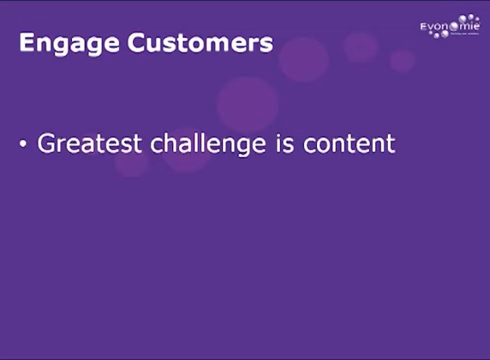 Evonomie
Engage Customers
• Greatest challenge is content